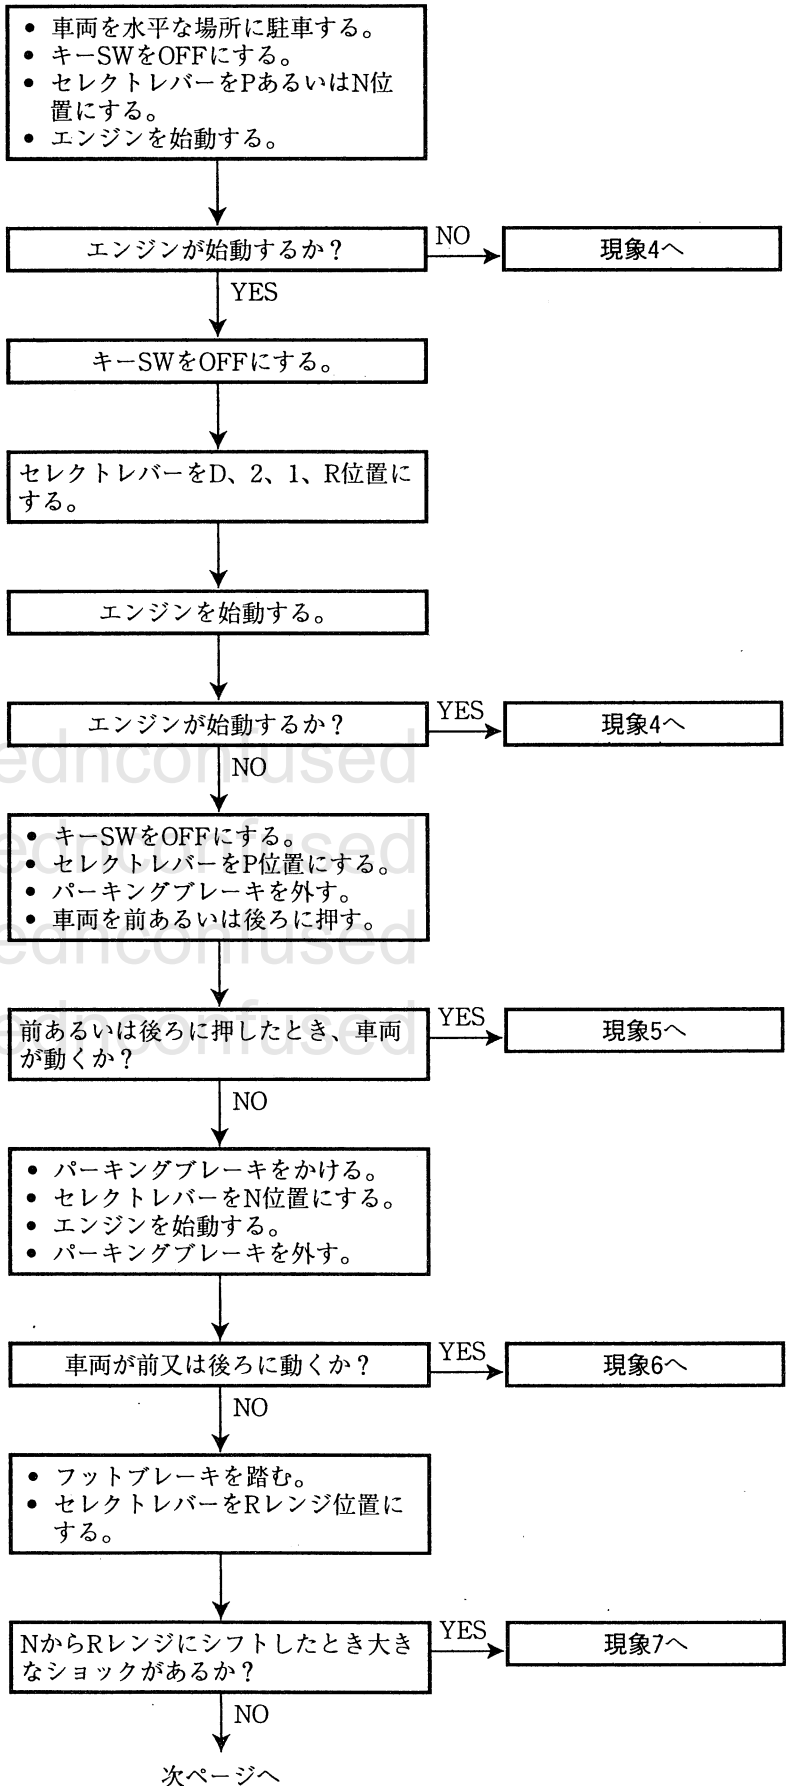 • 車両を水平な場所に駐車する。
• キーSWをOFFにする。
• セレクトレバーをPあるいはN位
置にする。
• エンジンを始動する。
エンジンが始動するか？
NO
現象4へ
YES
キーSWをOFFにする。
セレクトレバーをD、2、1、R位置に
する。
エンジンを始動する。
エンジンが始動するか？
YES
現象4へ
NO
ednconfused
• キーSWをOFFにする。
• セレクトレバーをP位置にする。
• パーキングブレーキを外す。
• 車両を前あるいは後ろに押す。
ednconfused
ednconfused
前あるいは後ろに押したとき、車両
が動くか？
YES
現象5へ
ednconfused
NO
• パーキングブレーキをかける。
• セレクトレバーをN位置にする。
• エンジンを始動する。
• パーキングブレーキを外す。
車両が前又は後ろに動くか？
YES
現象6へ
NO
• フットブレーキを踏む。
• セレクトレバーをRレンジ位置に
する。
NからRレンジにシフトしたとき大き
なショックがあるか？
YES
現象7へ
NO
次ページへ